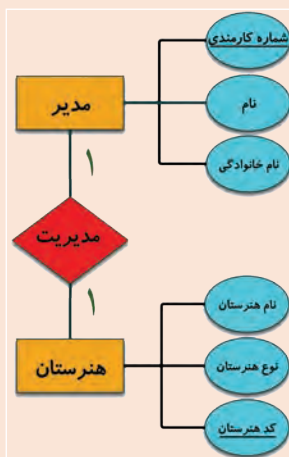 شماره کارمندی
مدیر
نام
نام خانوادگی
۱
مدیریت
۱
نام هنرستان
هنرستان
نوع هنرستان
کد هنرستان